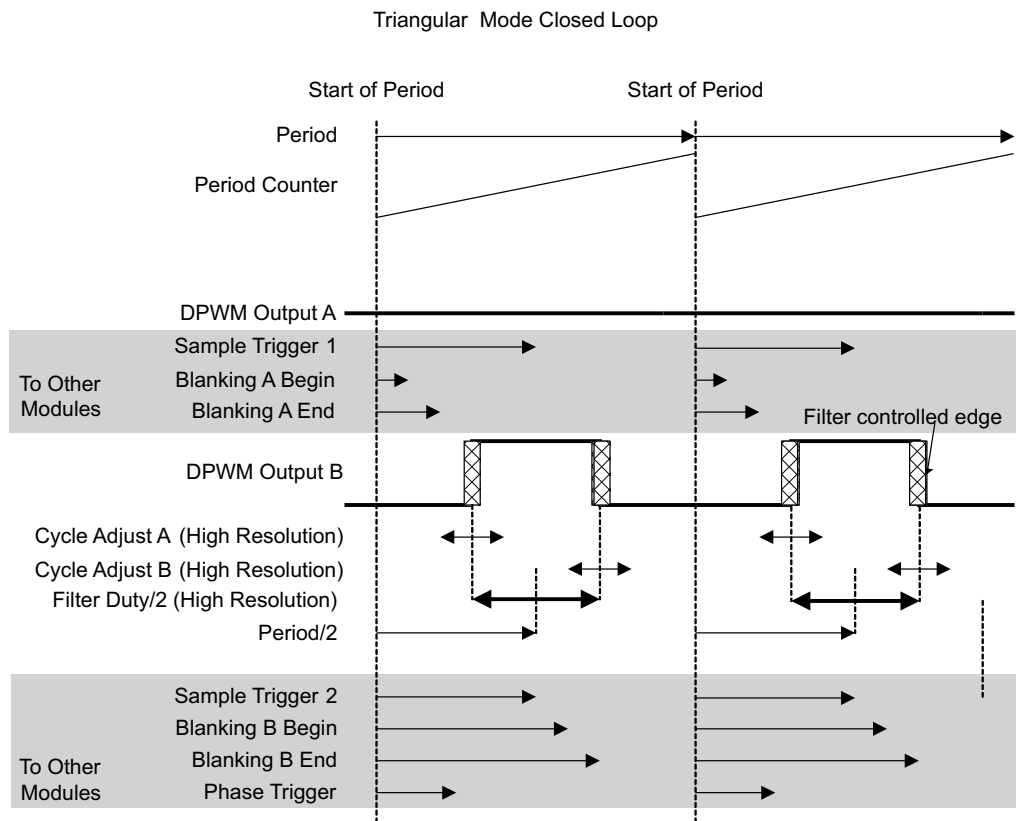 Triangular Mode Closed Loop
Start of Period
Start of Period
Period
Period Counter
DPWM Output A
Sample Trigger 1
To Other
Modules
Blanking A Begin
Blanking A End
Filter controlled edge
DPWM Output B
Cycle Adjust A (High Resolution)
Cycle Adjust B (High Resolution)
Filter Duty/2 (High Resolution)
Period/2
Sample Trigger 2
Blanking B Begin
Blanking B End
To Other
Modules
Phase Trigger